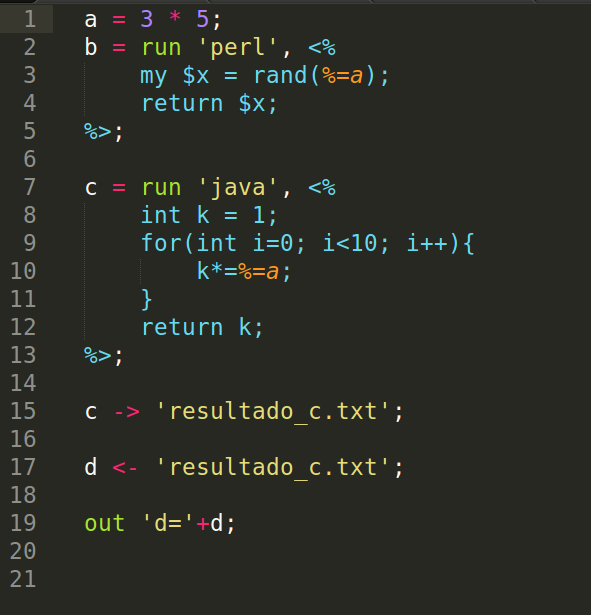 1 a = 3 * 5;
2 b = run 'perl', <%
3 my $x = rand(%=a);
4 return $x;
5 %>;
6
7 c = run 'java', <%
8 int k = 1;
9 for(int i=0; i<10; i++){
10 k*=%=a;
11 }
12 return k;
13 %>;
14
15 c -> 'resultado_c.txt';
16
17 d <- 'resultado_c.txt';
18
19 out 'd='+d;
20
21